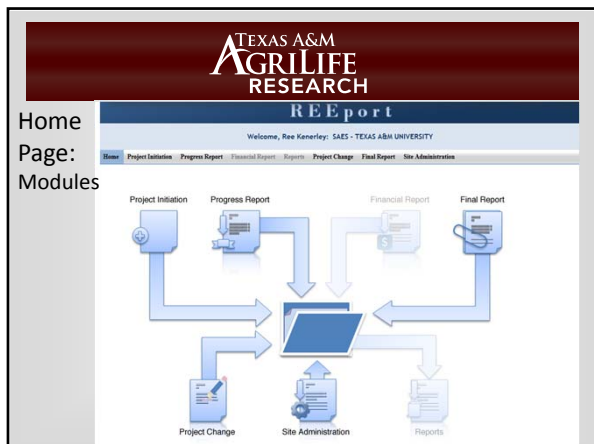 TEXAS A&M
AGRILIFE
RESEARCH
Home
Page:
Modules
REEport
Welcome, Ree Kenerley: SAES - TEXAS A&M UNIVERSITY
Home Project Initiation Progress Report Financial Report Reports Project Change Final Report Site Administration
Project Initiation Progress Report Financial Report Final Report
Project Change Site Administration Reports